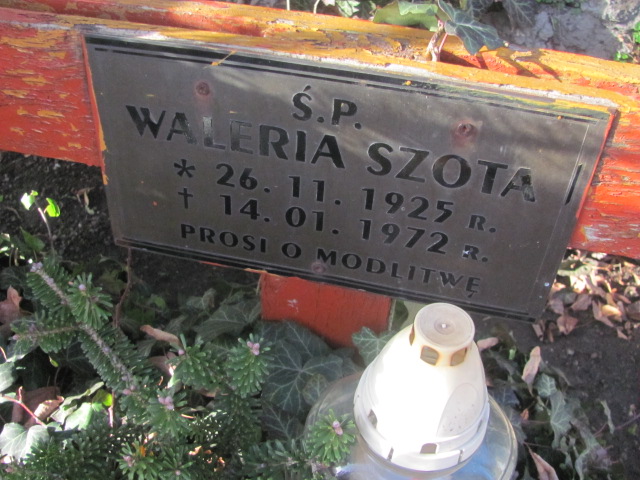 Ś.P.
WALERIA SZOTA
* 26. 11. 1925 R.
† 14. 01. 1972 R.
PROSI O MODLITWĘ